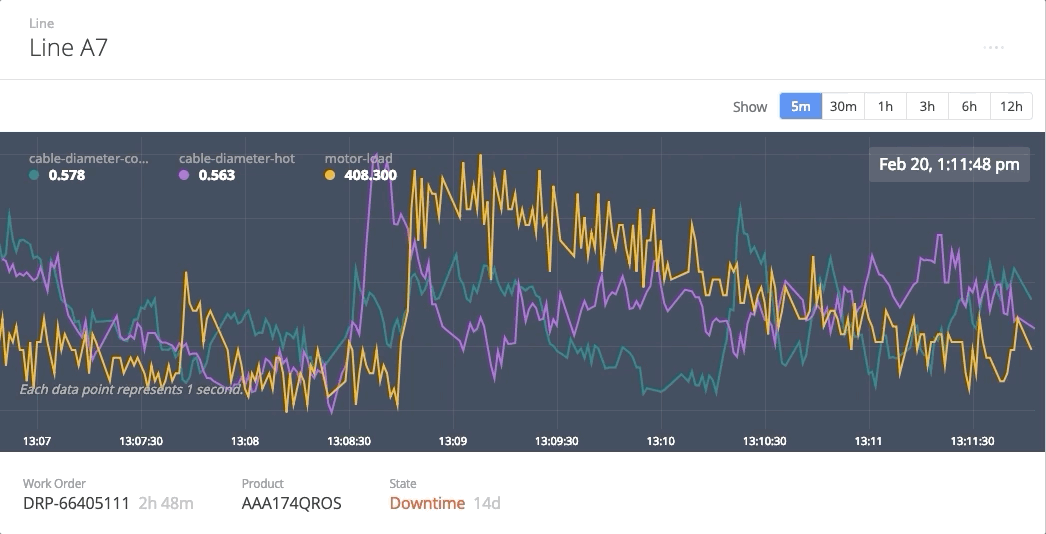 Line
Line A7
Show 5m 30m 1h 3h 6h 12h
cable-diameter-co... cable-diameter-hot motor-load
0.578 0.563 408.300
Feb 20, 1:11:48 pm
Each data point represents 1 second.
13:07 13:07:30 13:08 13:08:30 13:09 13:09:30 13:10 13:10:30 13:11 13:11:30
Work Order Product State
DRP-66405111 2h 48m AAA174QROS Downtime 14d